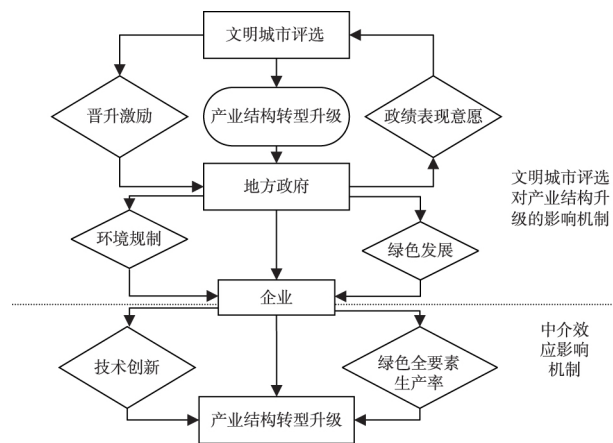 文明城市评选
晋升激励
产业结构转型升级
政绩表现意愿
地方政府
文明城市评选
对产业结构升
级的影响机制
环境规制
绿色发展
企业
技术创新
绿色全要素
生产率
中介效
应影响
机制
产业结构转型升级